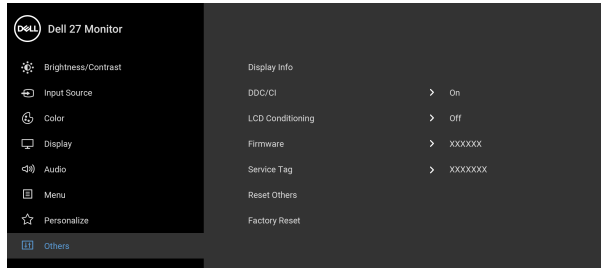 DELL Dell 27 Monitor
Brightness/Contrast
Input Source
Color
Display
Audio
Menu
Personalize
Others
Display Info
DDC/CI > On
LCD Conditioning > Off
Firmware > XXXXXX
Service Tag > XXXXXXX
Reset Others
Factory Reset